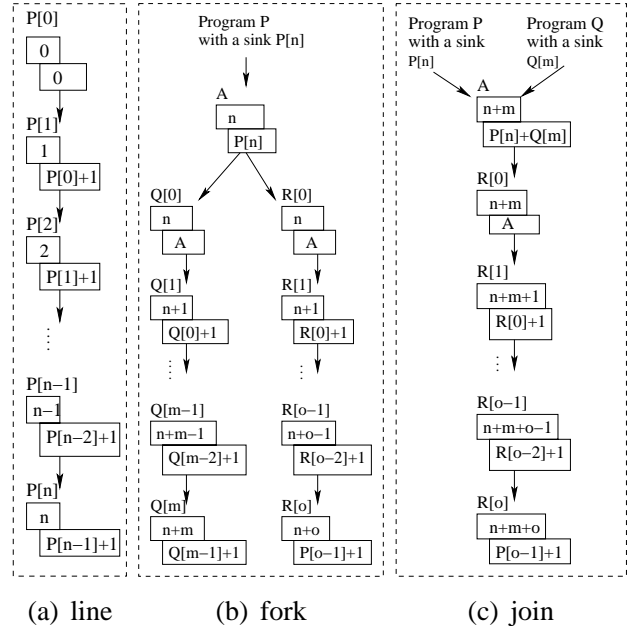 P[0]
0
0
P[1]
1
P[0]+1
P[2]
2
P[1]+1
....
P[n−1]
n−1
P[n−2]+1
P[n]
n
P[n−1]+1
(a) line
Program P
with a sink P[n]
A
n
P[n]
Q[0]
n
A
Q[1]
n+1
Q[0]+1
....
Q[m−1]
n+m−1
Q[m−2]+1
Q[m]
n+m
Q[m−1]+1
R[0]
n
A
R[1]
n+1
R[0]+1
....
R[o−1]
n+o−1
R[o−2]+1
R[o]
n+o
P[o−1]+1
(b) fork
Program P
with a sink
P[n]
Program Q
with a sink
Q[m]
A
n+m
P[n]+Q[m]
R[0]
n+m
A
R[1]
n+m+1
R[0]+1
....
R[o−1]
n+m+o−1
R[o−2]+1
R[o]
n+m+o
P[o−1]+1
(c) join